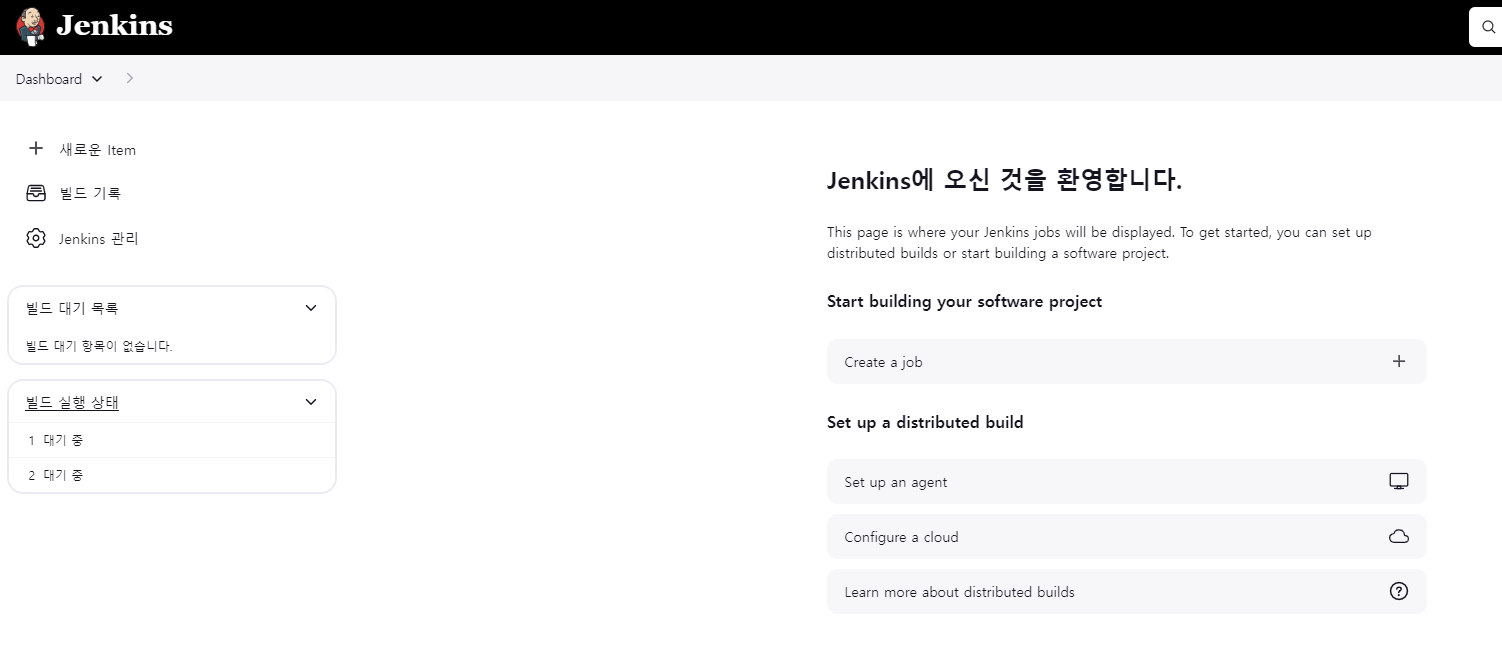 Jenkins
Dashboard
새로운 Item
빌드 기록
Jenkins 관리
빌드 대기 목록
빌드 대기 항목이 없습니다.
빌드 실행 상태
1 대기 중
2 대기 중
Jenkins에 오신 것을 환영합니다.
This page is where your Jenkins jobs will be displayed. To get started, you can set up
distributed builds or start building a software project.
Start building your software project
Create a job
Set up a distributed build
Set up an agent
Configure a cloud
Learn more about distributed builds